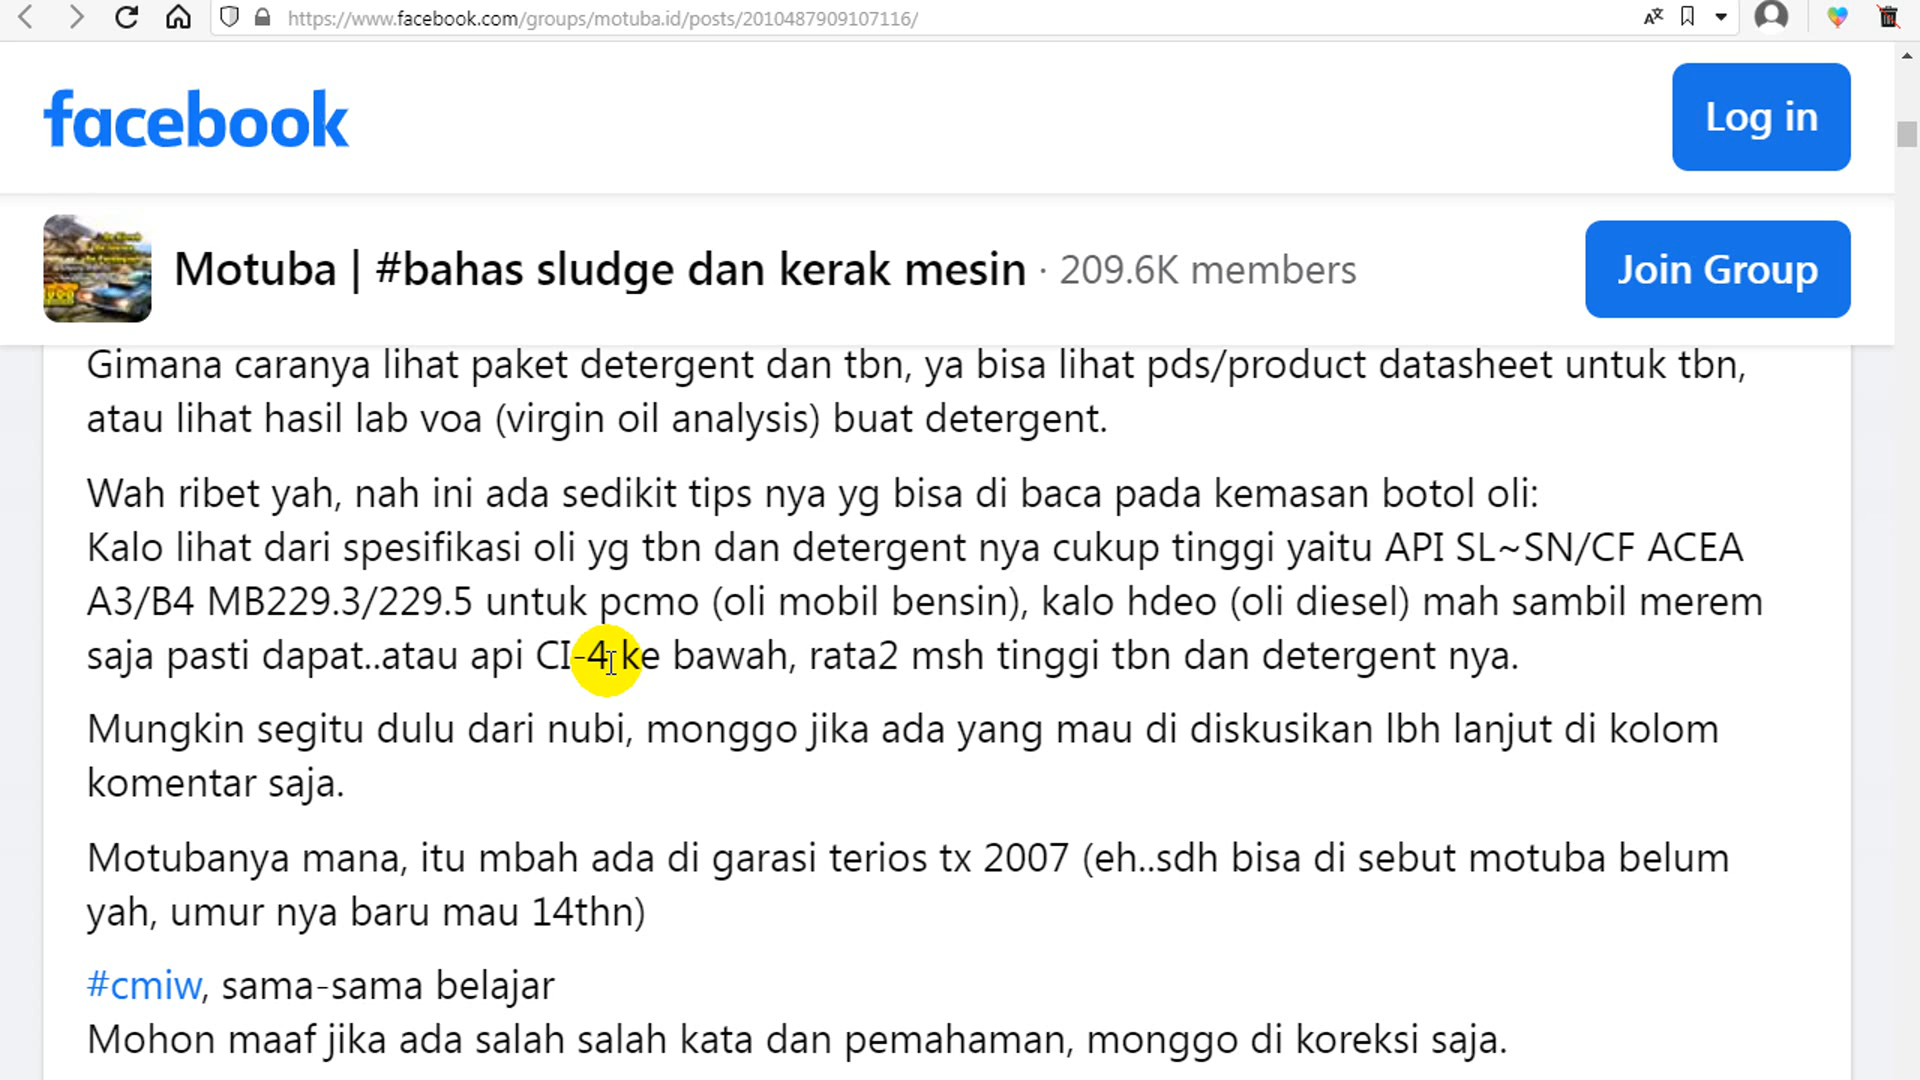 https://www.facebook.com/groups/motuba.id/posts/2010487909107116/
facebook
Log in
Motuba | #bahas sludge dan kerak mesin · 209.6K members
Join Group
Gimana caranya lihat paket detergent dan tbn, ya bisa lihat pds/product datasheet untuk tbn,
atau lihat hasil lab voa (virgin oil analysis) buat detergent.
Wah ribet yah, nah ini ada sedikit tips nya yg bisa di baca pada kemasan botol oli:
Kalo lihat dari spesifikasi oli yg tbn dan detergent nya cukup tinggi yaitu API SL~SN/CF ACEA
A3/B4 MB229.3/229.5 untuk pcmo (oli mobil bensin), kalo hdeo (oli diesel) mah sambil merem
saja pasti dapat..atau api CI-4 ke bawah, rata2 msh tinggi tbn dan detergent nya.
Mungkin segitu dulu dari nubi, monggo jika ada yang mau di diskusikan lbh lanjut di kolom
komentar saja.
Motubanya mana, itu mbah ada di garasi terios tx 2007 (eh..sdh bisa di sebut motuba belum
yah, umur nya baru mau 14thn)
#cmiw, sama-sama belajar
Mohon maaf jika ada salah salah kata dan pemahaman, monggo di koreksi saja.